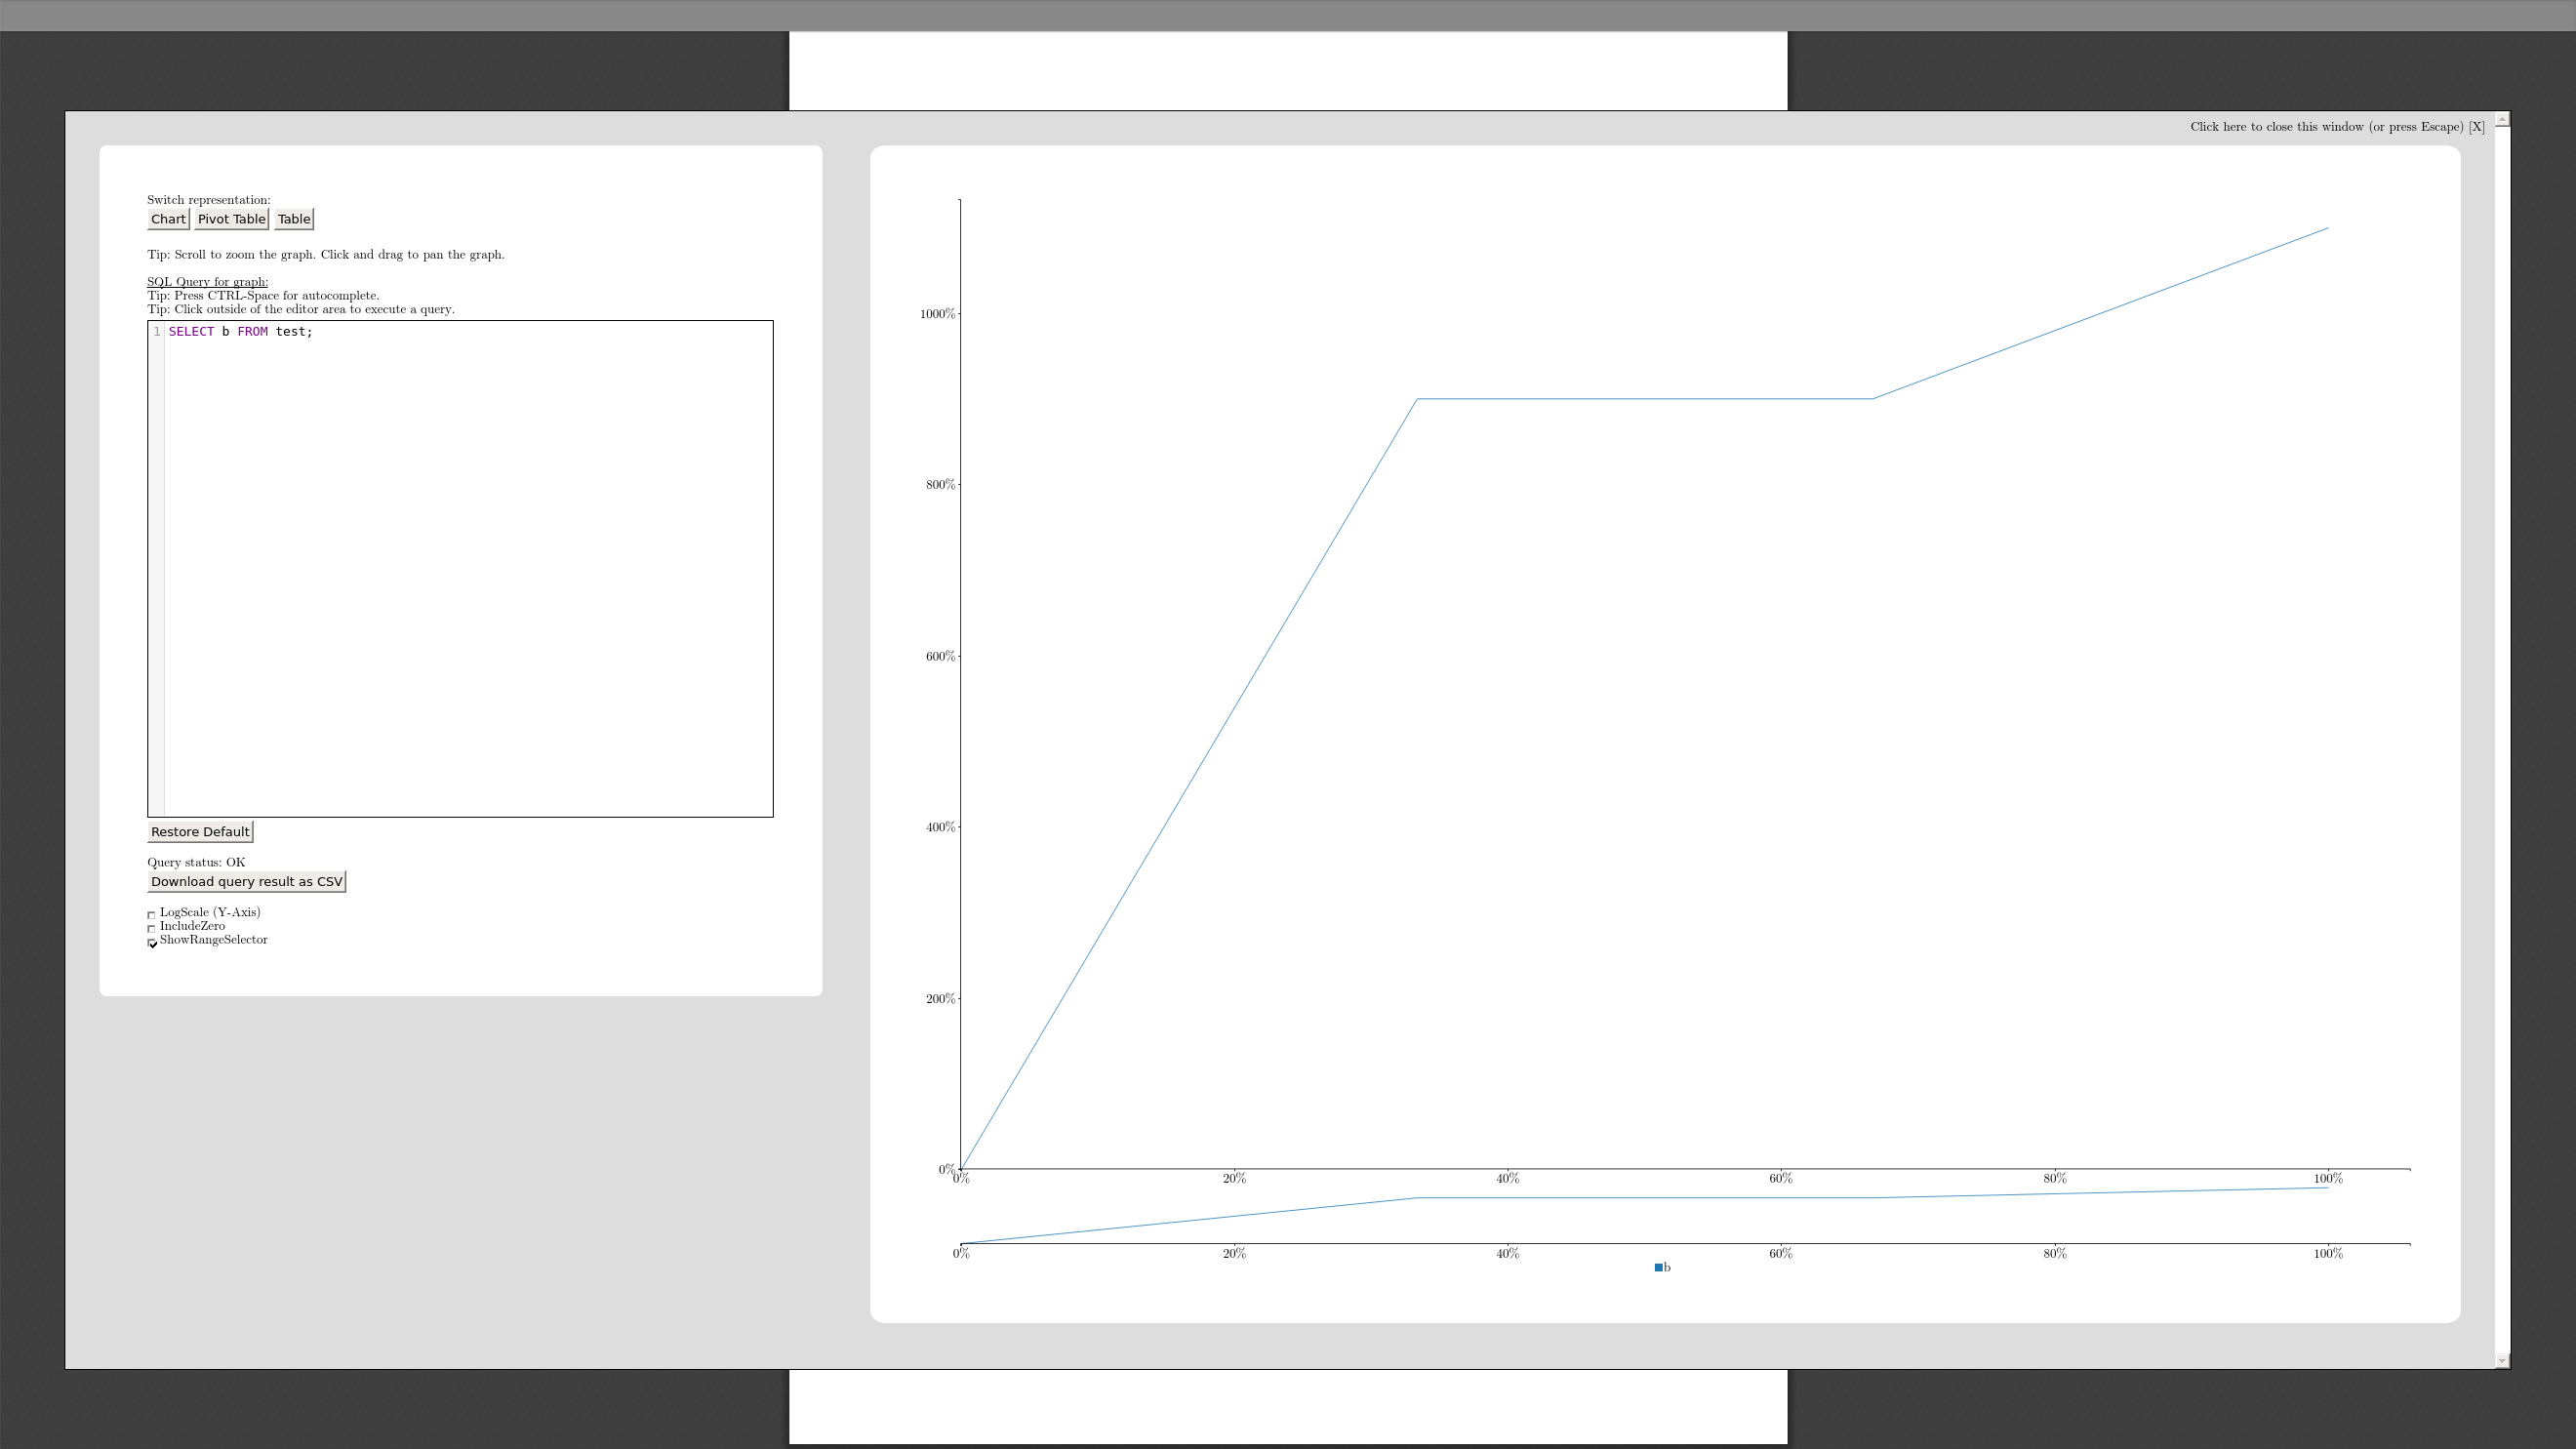 Click here to close this window (or press Escape) [X]
Switch representation:
Chart Pivot Table Table
Tip: Scroll to zoom the graph. Click and drag to pan the graph.
SQL Query for graph:
Tip: Press CTRL-Space for autocomplete.
Tip: Click outside of the editor area to execute a query.
1 SELECT b FROM test;
Restore Default
Query status: OK
Download query result as CSV
LogScale (Y-Axis)
IncludeZero
ShowRangeSelector
1000%
800%
600%
400%
200%
0%
0% 20% 40% 60% 80% 100%
0% 20% 40% 60% 80% 100%
b